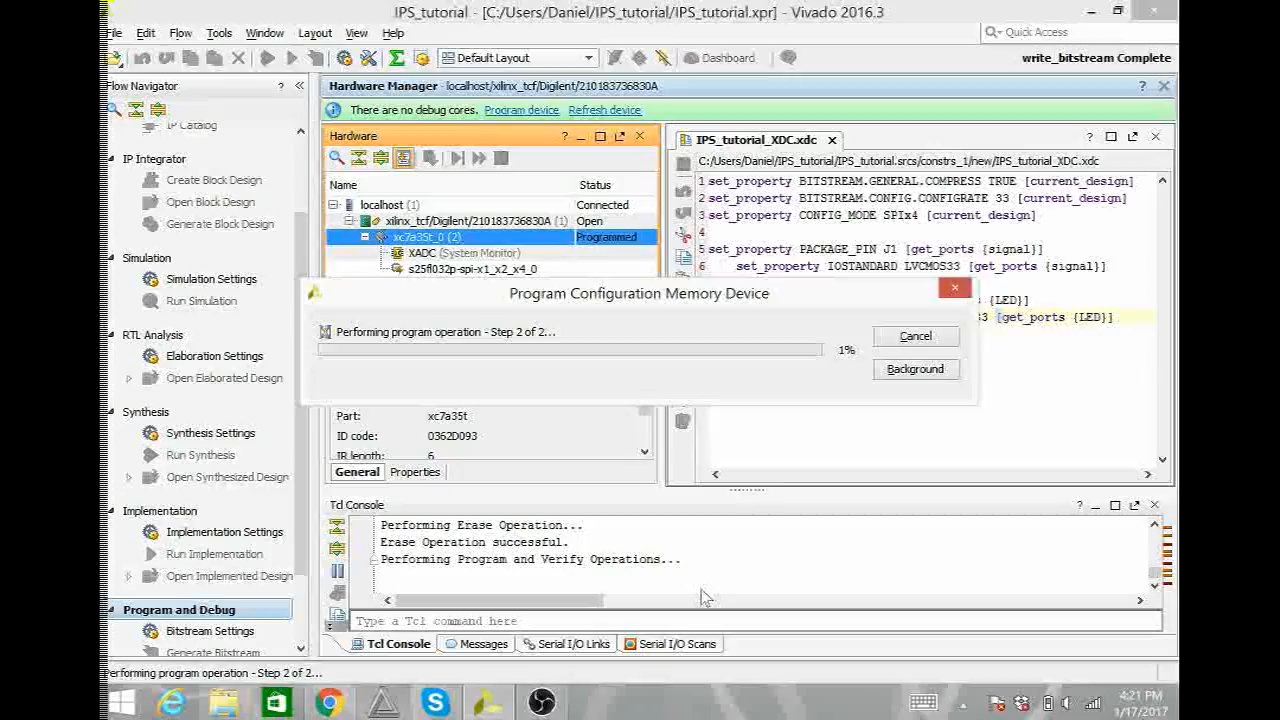 IPS_tutorial - [C:/Users/Daniel/IPS_tutorial/IPS_tutorial.xpr] - Vivado 2016.3
File Edit Flow Tools Window Layout View Help
Quick Access
Default Layout
Dashboard
write_bitstream Complete
Flow Navigator
IP Catalog
IP Integrator
Create Block Design
Open Block Design
Generate Block Design
Simulation
Simulation Settings
Run Simulation
RTL Analysis
Elaboration Settings
Open Elaborated Design
Synthesis
Synthesis Settings
Run Synthesis
Open Synthesized Design
Implementation
Implementation Settings
Run Implementation
Open Implemented Design
Program and Debug
Bitstream Settings
Generate Bitstream
Hardware Manager - localhost/xilinx_tcf/Digilent/210183736830A
There are no debug cores. Program device Refresh device
Hardware
Name Status
localhost (1) Connected
xilinx_tcf/Digilent/210183736830A (1) Open
xc7a35t_0 (2) Programmed
XADC (System Monitor)
s25fl032p-spi-x1_x2_x4_0
IPS_tutorial_XDC.xdc
C:/Users/Daniel/IPS_tutorial/IPS_tutorial.srcs/constrs_1/new/IPS_tutorial_XDC.xdc
1 set_property BITSTREAM.GENERAL.COMPRESS TRUE [current_design]
2 set_property BITSTREAM.CONFIG.CONFIGRATE 33 [current_design]
3 set_property CONFIG_MODE SPIx4 [current_design]
4
5 set_property PACKAGE_PIN J1 [get_ports {signal}]
6 set_property IOSTANDARD LVCMOS33 [get_ports {signal}]
{LED}]
3 [get_ports {LED}]
Program Configuration Memory Device
Performing program operation - Step 2 of 2...
1%
Cancel
Background
Part: xc7a35t
ID code: 0362D093
IR length: 6
General Properties
Tcl Console
Performing Erase Operation...
Erase Operation successful.
Performing Program and Verify Operations...
Type a Tcl command here
Tcl Console Messages Serial I/O Links Serial I/O Scans
Performing program operation - Step 2 of 2...
4:21 PM
1/17/2017